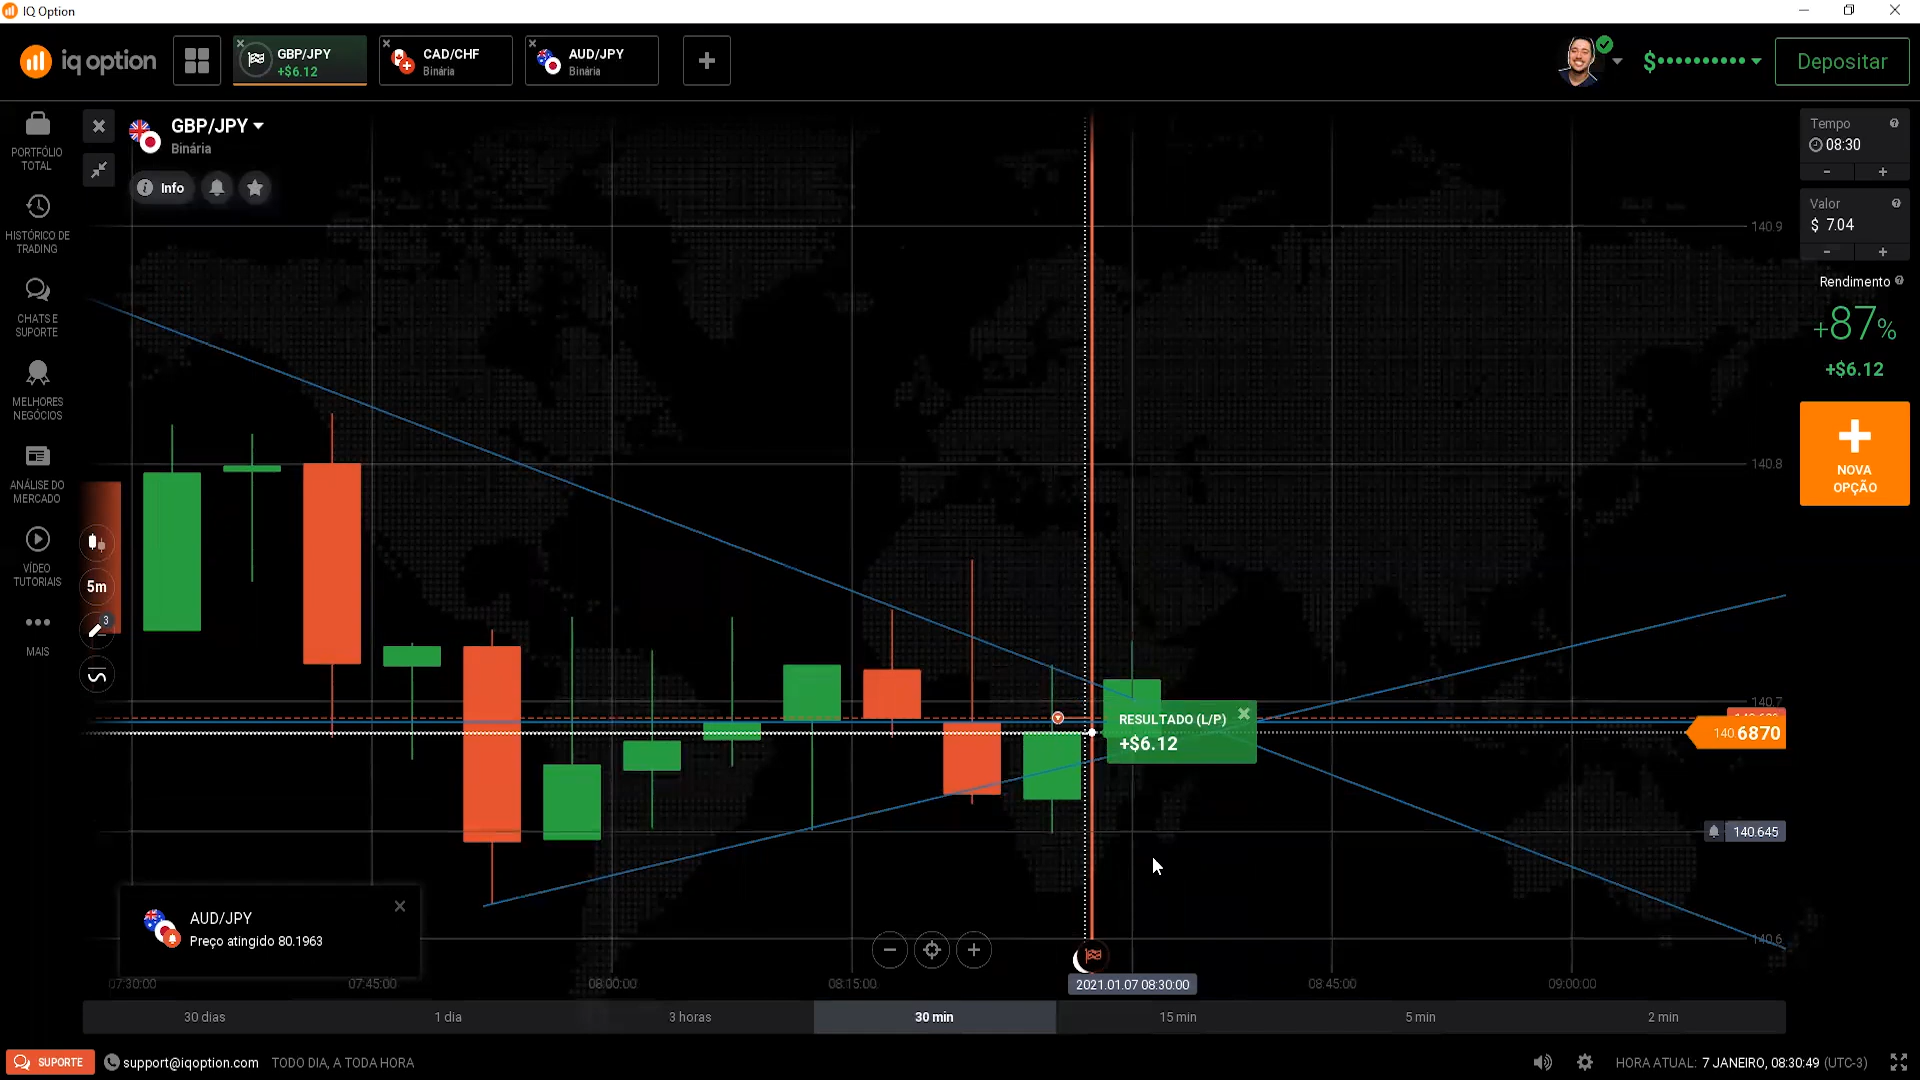 IQ Option
iq option
GBP/JPY
+$6.12
CAD/CHF
Binária
AUD/JPY
Binária
$
Depositar
PORTFÓLIO
TOTAL
HISTÓRICO DE
TRADING
CHATS E
SUPORTE
MELHORES
NEGÓCIOS
ANÁLISE DO
MERCADO
VÍDEO
TUTORIAIS
MAIS
GBP/JPY
Binária
Info
5m
3
Tempo
08:30
- +
Valor
$ 7.04
- +
Rendimento
+87%
+$6.12
NOVA
OPÇÃO
140.9
140.8
140.7
140.6870
140.645
140.6
RESULTADO (L/P)
+$6.12
AUD/JPY
Preço atingido 80.1963
07:30:00
07:45:00
08:00:00
08:15:00
2021.01.07 08:30:00
08:45:00
09:00:00
30 dias
1 dia
3 horas
30 min
15 min
5 min
2 min
SUPORTE
support@iqoption.com
TODO DIA, A TODA HORA
HORA ATUAL: 7 JANEIRO, 08:30:49 (UTC-3)